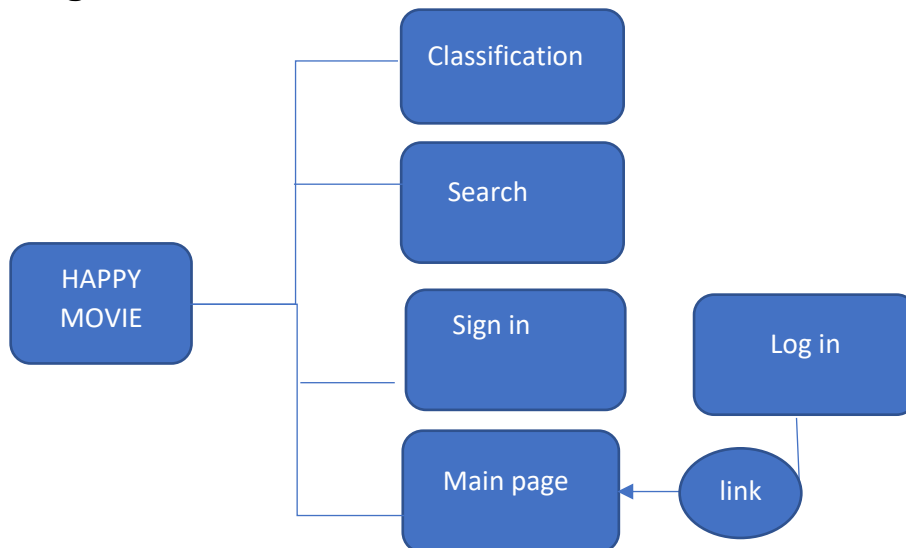 Classification
Search
HAPPY
MOVIE
Sign in
Log in
Main page
link